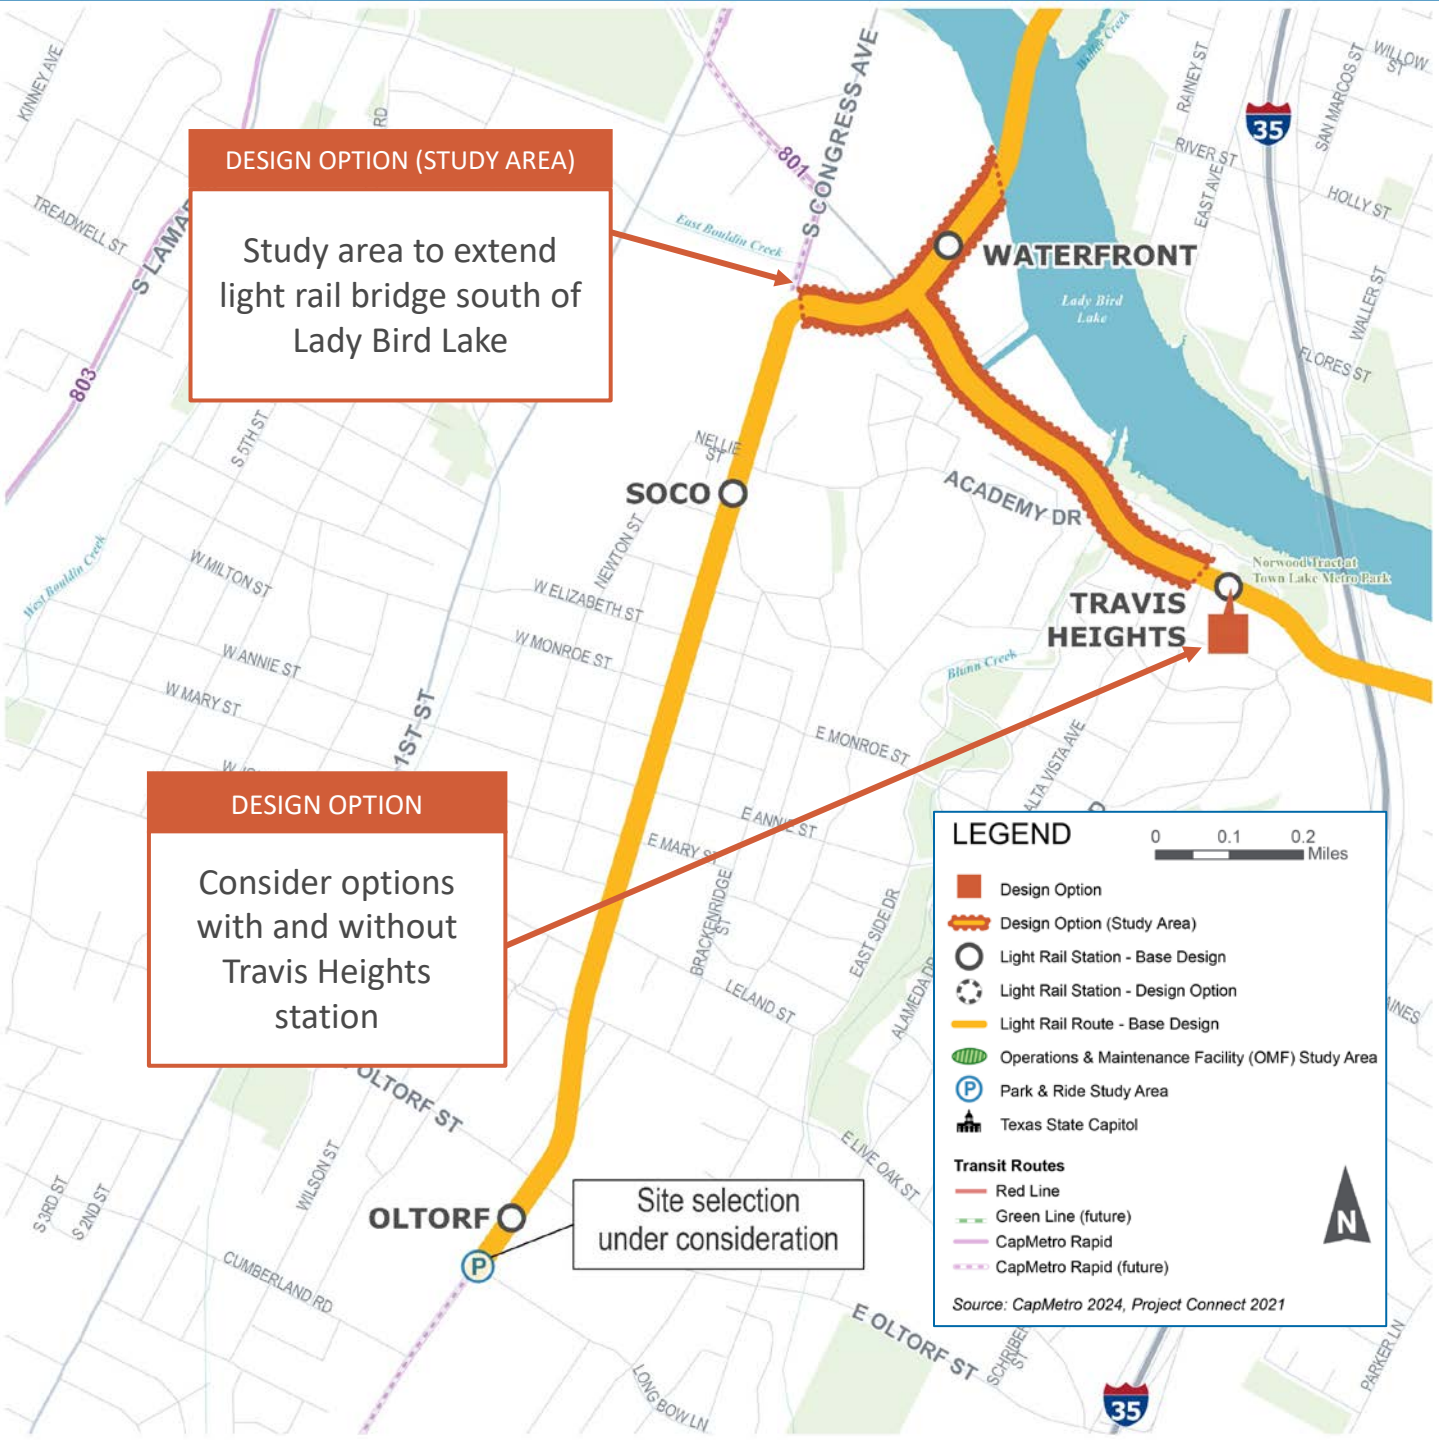 KINNEY AVE
RD
TREADWELL ST
S LAMAR
803
DESIGN OPTION (STUDY AREA)
Study area to extend
light rail bridge south of
Lady Bird Lake
801
S CONGRESS AVE
East Bouldin Creek
Waller Creek
RAINEY ST
35
SAN MARCOS ST
WILLOW
ST
RIVER ST
EAST AVE
HOLLY ST
WATERFRONT
Lady Bird
Lake
WALLER ST
FLORES ST
S 5TH ST
NELLIE
ST
SOCO
ACADEMY DR
NEWTON ST
West Bouldin Creek
W MILTON ST
W ELIZABETH ST
W MONROE ST
W ANNIE ST
W MARY ST
1ST ST
Norwood Tract at
Town Lake Metro Park
TRAVIS
HEIGHTS
Blunn Creek
E MONROE ST
ALTA VISTA AVE
E ANNIE ST
E MARY ST
BRACKENRIDGE
ST
EAST SIDE DR
ALAMEDA DR
LELAND ST
DESIGN OPTION
Consider options
with and without
Travis Heights
station
OLTORF ST
WILSON ST
S 3RD ST
S 2ND ST
CUMBERLAND RD
OLTORF
P
Site selection
under consideration
E LIVE OAK ST
E OLTORF ST
SCHRIBER
ST
LONG BOW LN
PARKER LN
35
LEGEND
0 0.1 0.2
Miles
Design Option
Design Option (Study Area)
Light Rail Station - Base Design
Light Rail Station - Design Option
Light Rail Route - Base Design
Operations & Maintenance Facility (OMF) Study Area
P Park & Ride Study Area
Texas State Capitol
Transit Routes
Red Line
Green Line (future)
CapMetro Rapid
CapMetro Rapid (future)
N
Source: CapMetro 2024, Project Connect 2021